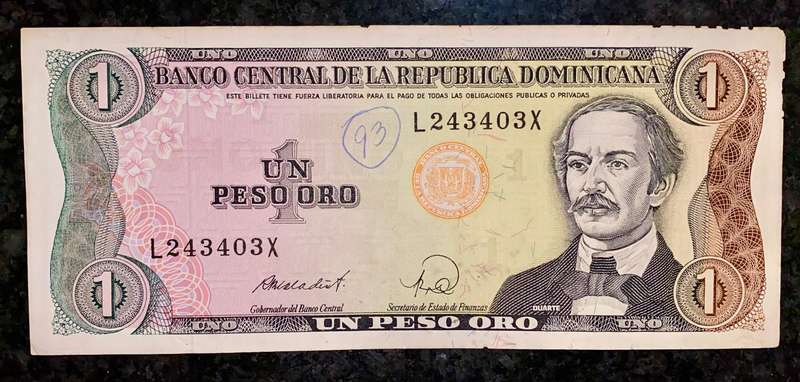 UNO UNO UNO
1 BANCO CENTRAL DE LA REPUBLICA DOMINICANA 1
ESTE BILLETE TIENE FUERZA LIBERATORIA PARA EL PAGO DE TODAS LAS OBLIGACIONES PUBLICAS O PRIVADAS
93 L243403X
1
UN
PESO ORO
L243403X
Gobernador del Banco Central Secretario de Estado de Finanzas DUARTE
1 UNO UN PESO ORO UNO 1